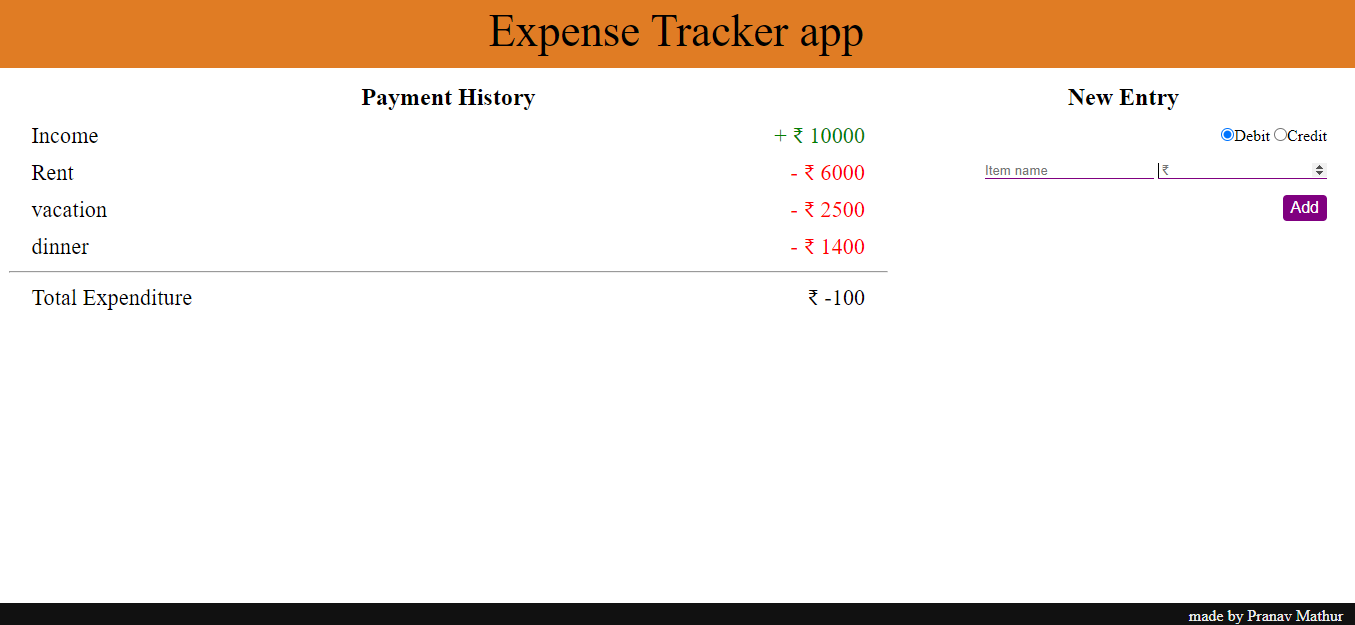 Expense Tracker app
Payment History
Income + ₹ 10000
Rent - ₹ 6000
vacation - ₹ 2500
dinner - ₹ 1400
Total Expenditure ₹ -100
New Entry
Debit Credit
Item name ₹
Add
made by Pranav Mathur